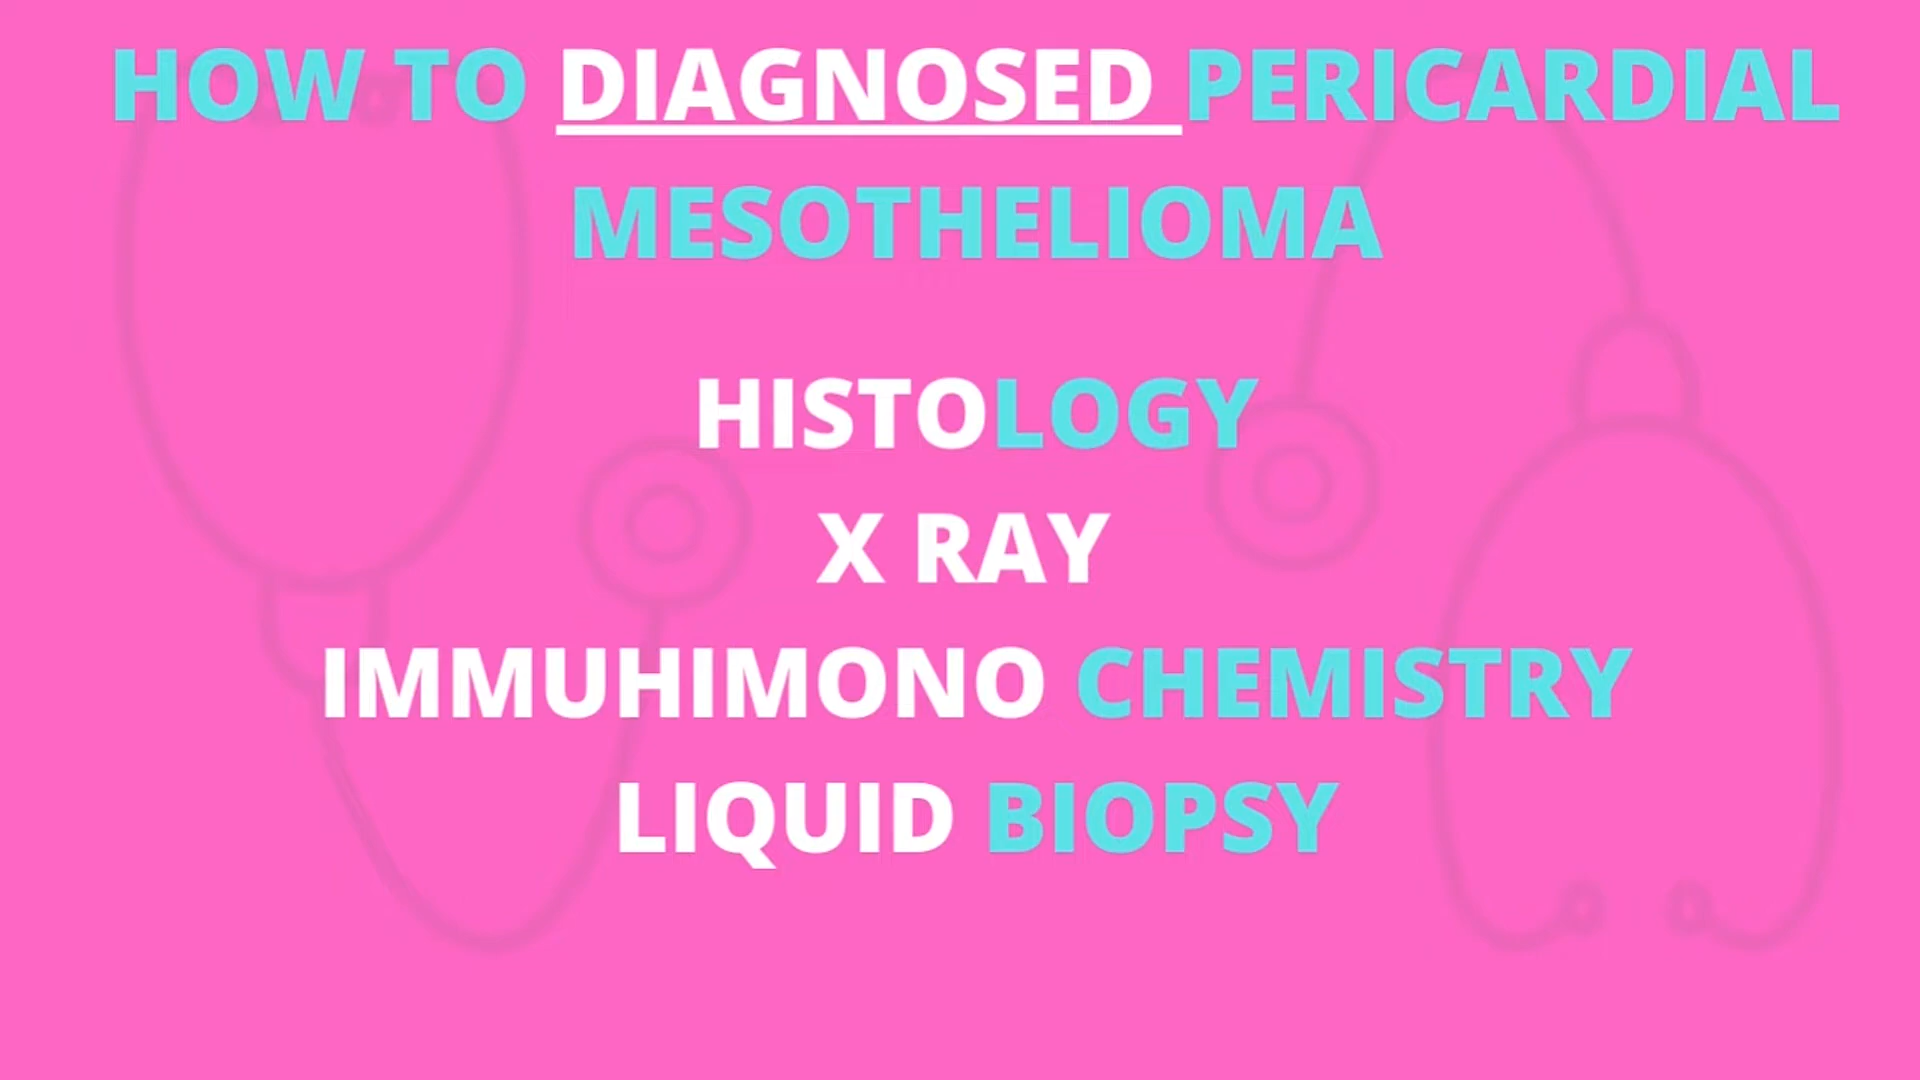 HOW TO DIAGNOSED PERICARDIAL
MESOTHELIOMA
HISTOLOGY
X RAY
IMMUHIMONO CHEMISTRY
LIQUID BIOPSY